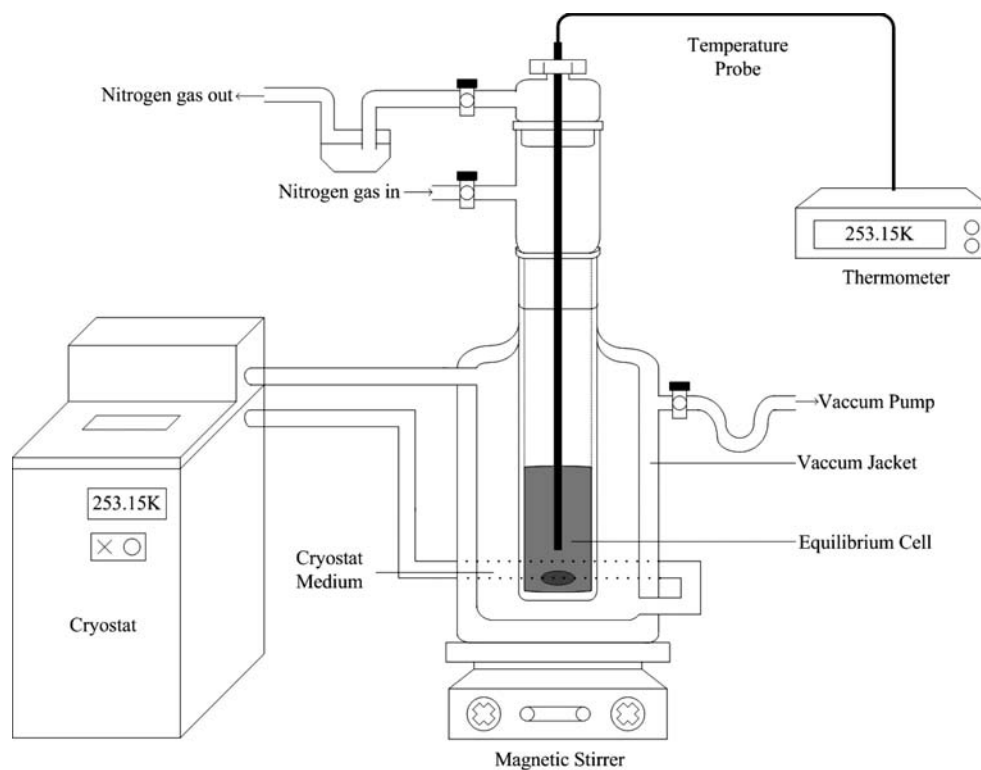 Temperature
Probe
Nitrogen gas out
Nitrogen gas in
253.15K
Thermometer
Vaccum Pump
Vaccum Jacket
253.15K
Equilibrium Cell
Cryostat
Medium
Cryostat
Magnetic Stirrer